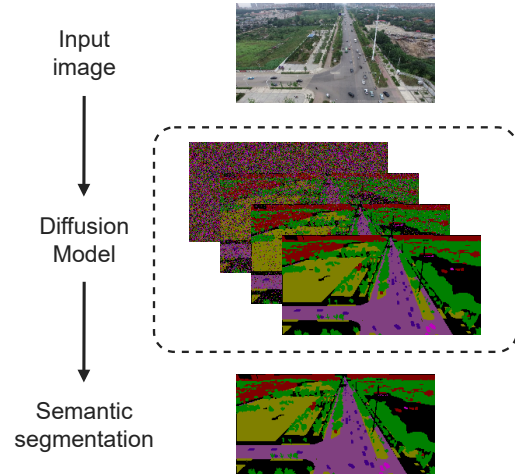 Input
image
Diffusion
Model
Semantic
segmentation